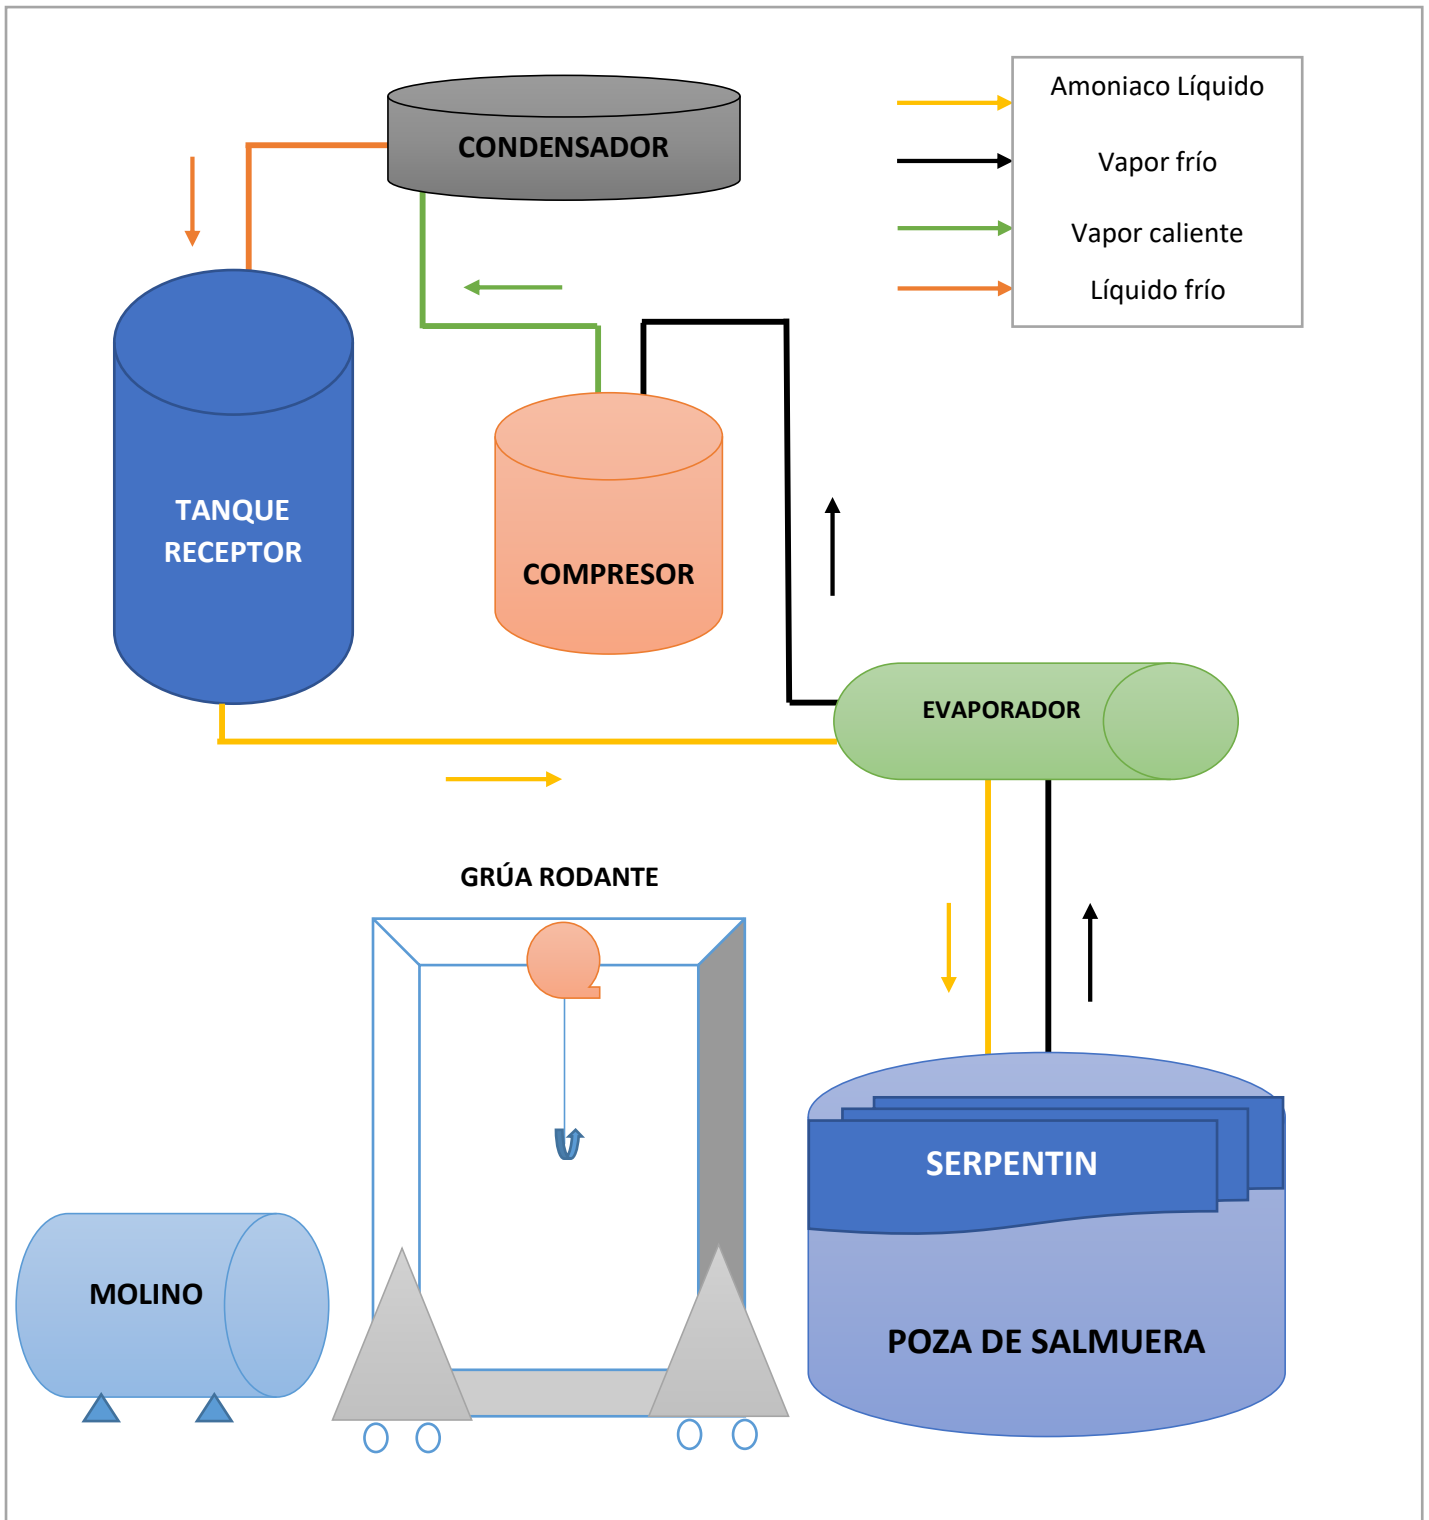 CONDENSADOR
Amoniaco Líquido
Vapor frío
Vapor caliente
Líquido frío
TANQUE
RECEPTOR
COMPRESOR
EVAPORADOR
GRÚA RODANTE
SERPENTIN
MOLINO
POZA DE SALMUERA